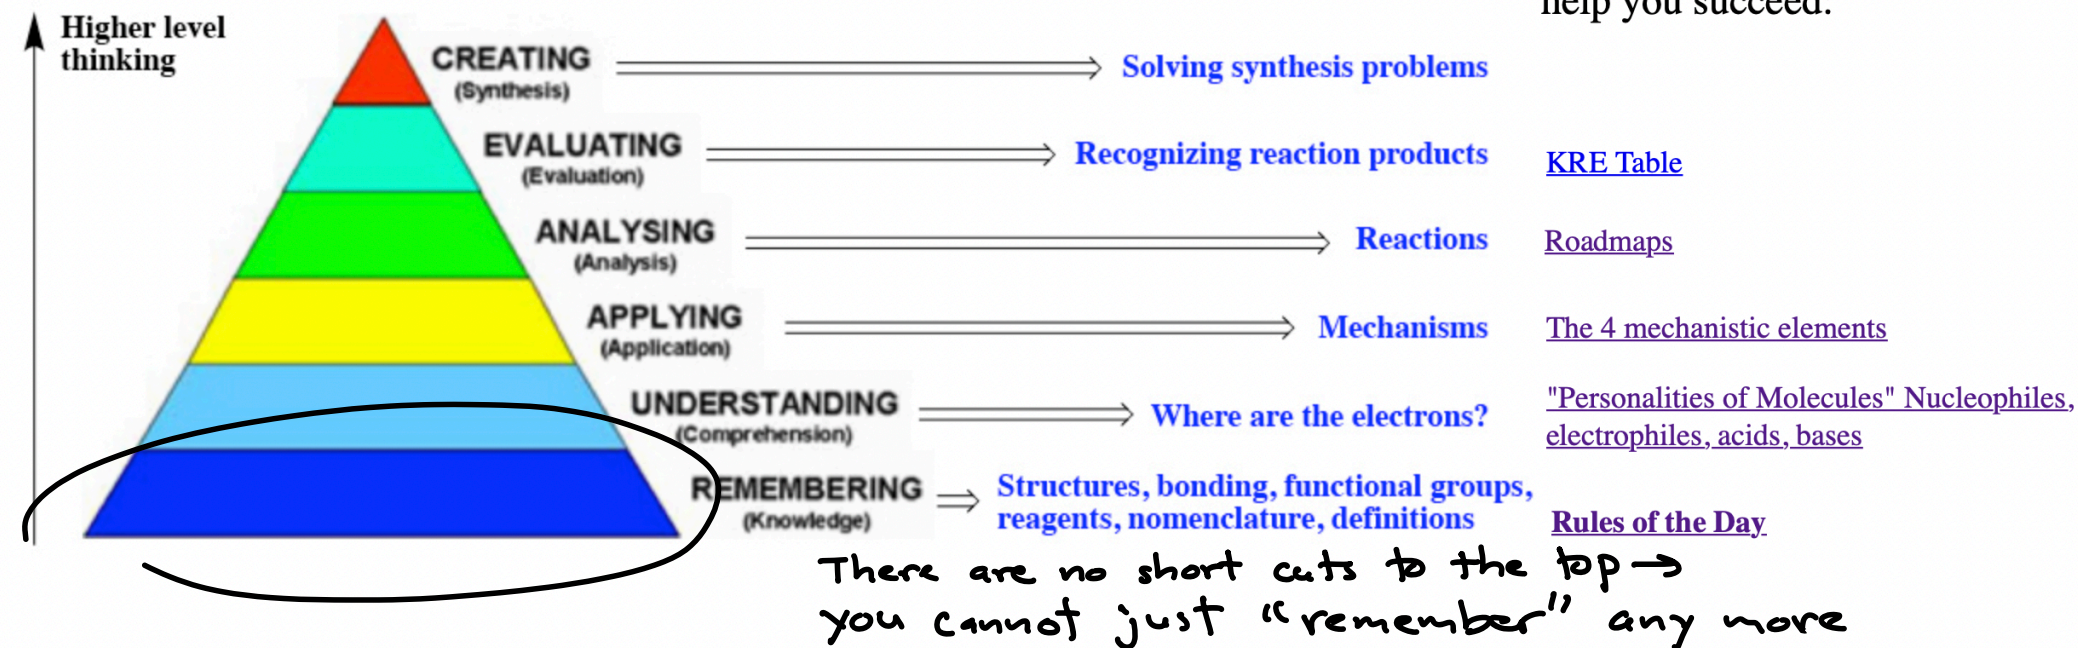 help you succeed.
Higher level
thinking
CREATING
(Synthesis)
Solving synthesis problems
EVALUATING
(Evaluation)
Recognizing reaction products
KRE Table
ANALYSING
(Analysis)
Reactions
Roadmaps
APPLYING
(Application)
Mechanisms
The 4 mechanistic elements
UNDERSTANDING
(Comprehension)
Where are the electrons?
"Personalities of Molecules" Nucleophiles,
electrophiles, acids, bases
REMEMBERING
(Knowledge)
Structures, bonding, functional groups,
reagents, nomenclature, definitions
Rules of the Day
There are no short cuts to the top →
you cannot just "remember" any more